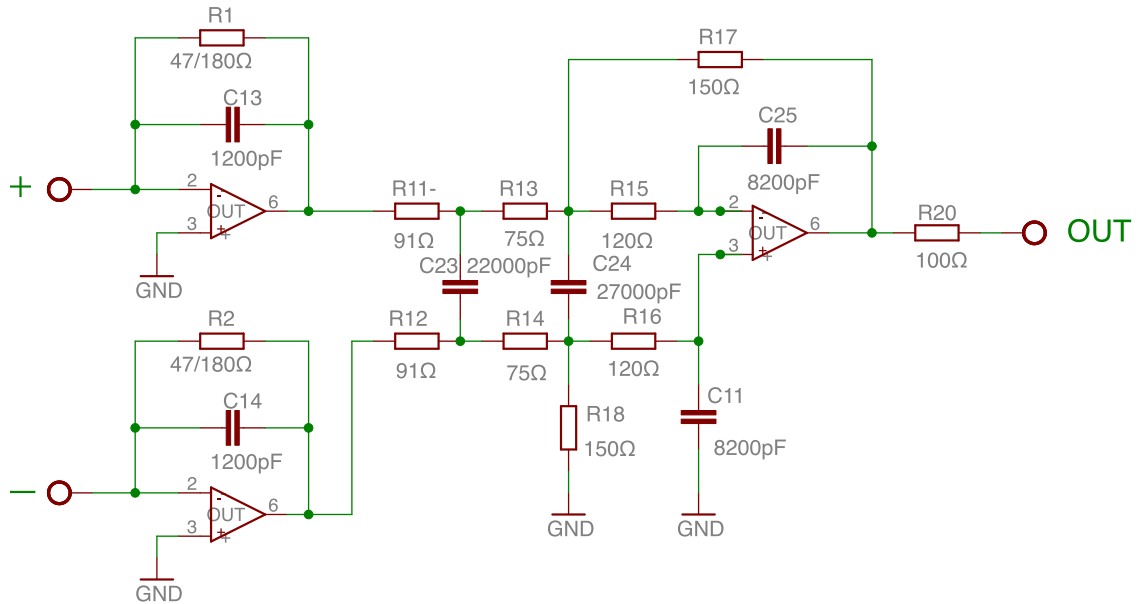 R1
47/180Ω
C13
1200pF
+
2
-
OUT
6
3
+
+
GND
R2
47/180Ω
C14
1200pF
—
2
-
OUT
6
3
+
+
GND
R11-
91Ω
R13
75Ω
R15
120Ω
R17
150Ω
C25
8200pF
2
-
OUT
6
3
+
+
R20
100Ω
OUT
C23
22000pF
C24
27000pF
R12
91Ω
R14
75Ω
R16
120Ω
R18
150Ω
GND
C11
8200pF
GND